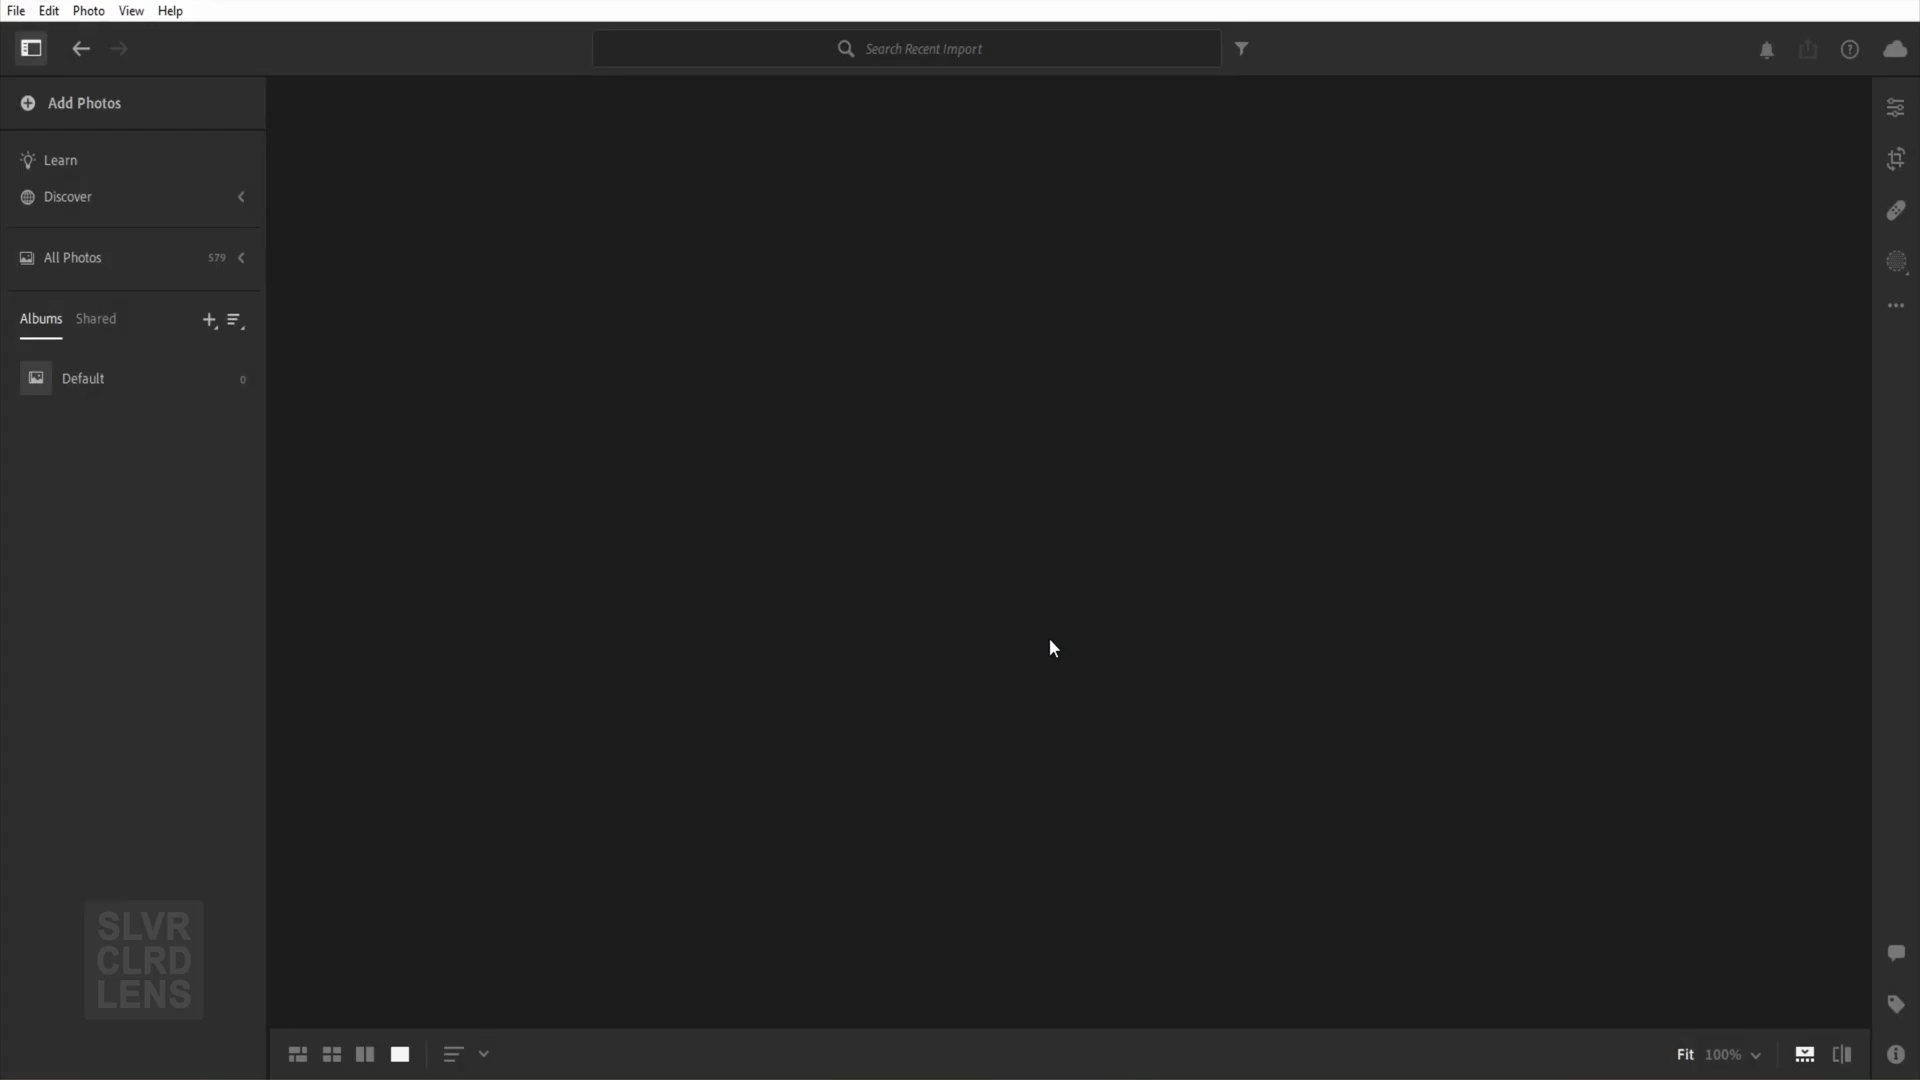 File Edit Photo View Help
Search Recent Import
Add Photos
Learn
Discover
All Photos 579
Albums Shared
Default 0
SLVR
CLRD
LENS
Fit 100%